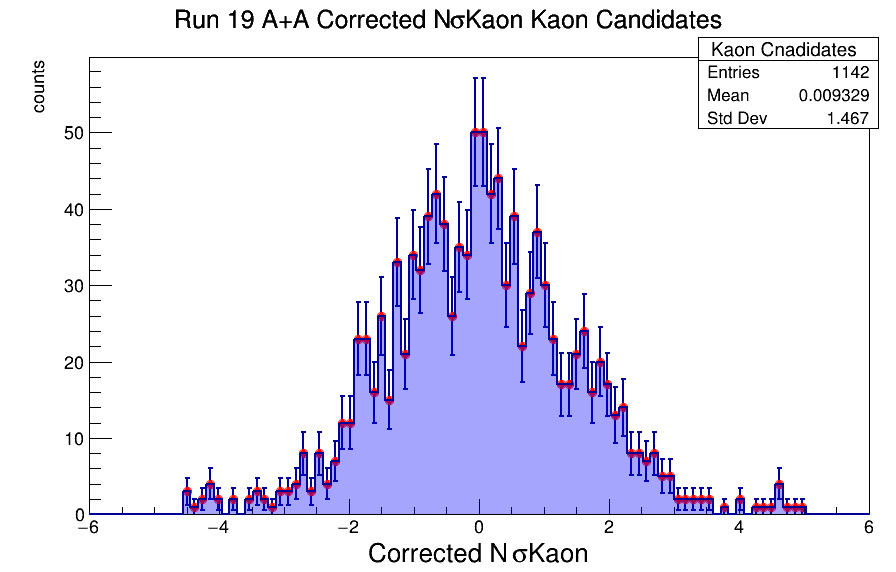 Run 19 A+A Corrected NσKaon Kaon Candidates
Kaon Cnadidates
Entries 1142
Mean 0.009329
Std Dev 1.467
counts
50
40
30
20
10
0
−6 −4 −2 0 2 4 6
Corrected N σKaon